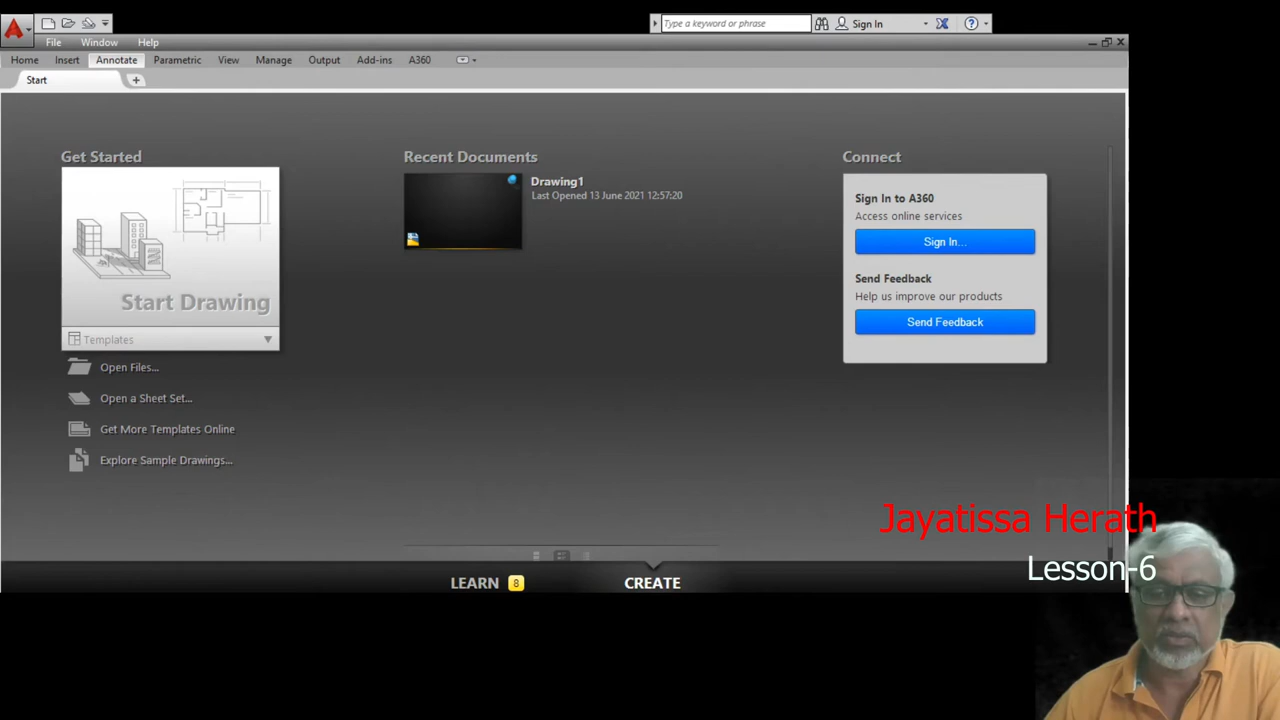 Type a keyword or phrase
Sign In
File Window Help
Home Insert Annotate Parametric View Manage Output Add-ins A360
Start
Get Started
Start Drawing
Templates
Open Files...
Open a Sheet Set...
Get More Templates Online
Explore Sample Drawings...
Recent Documents
Drawing1
Last Opened 13 June 2021 12:57:20
Connect
Sign In to A360
Access online services
Sign In...
Send Feedback
Help us improve our products
Send Feedback
Jayatissa Herath
Lesson-6
LEARN 8 CREATE